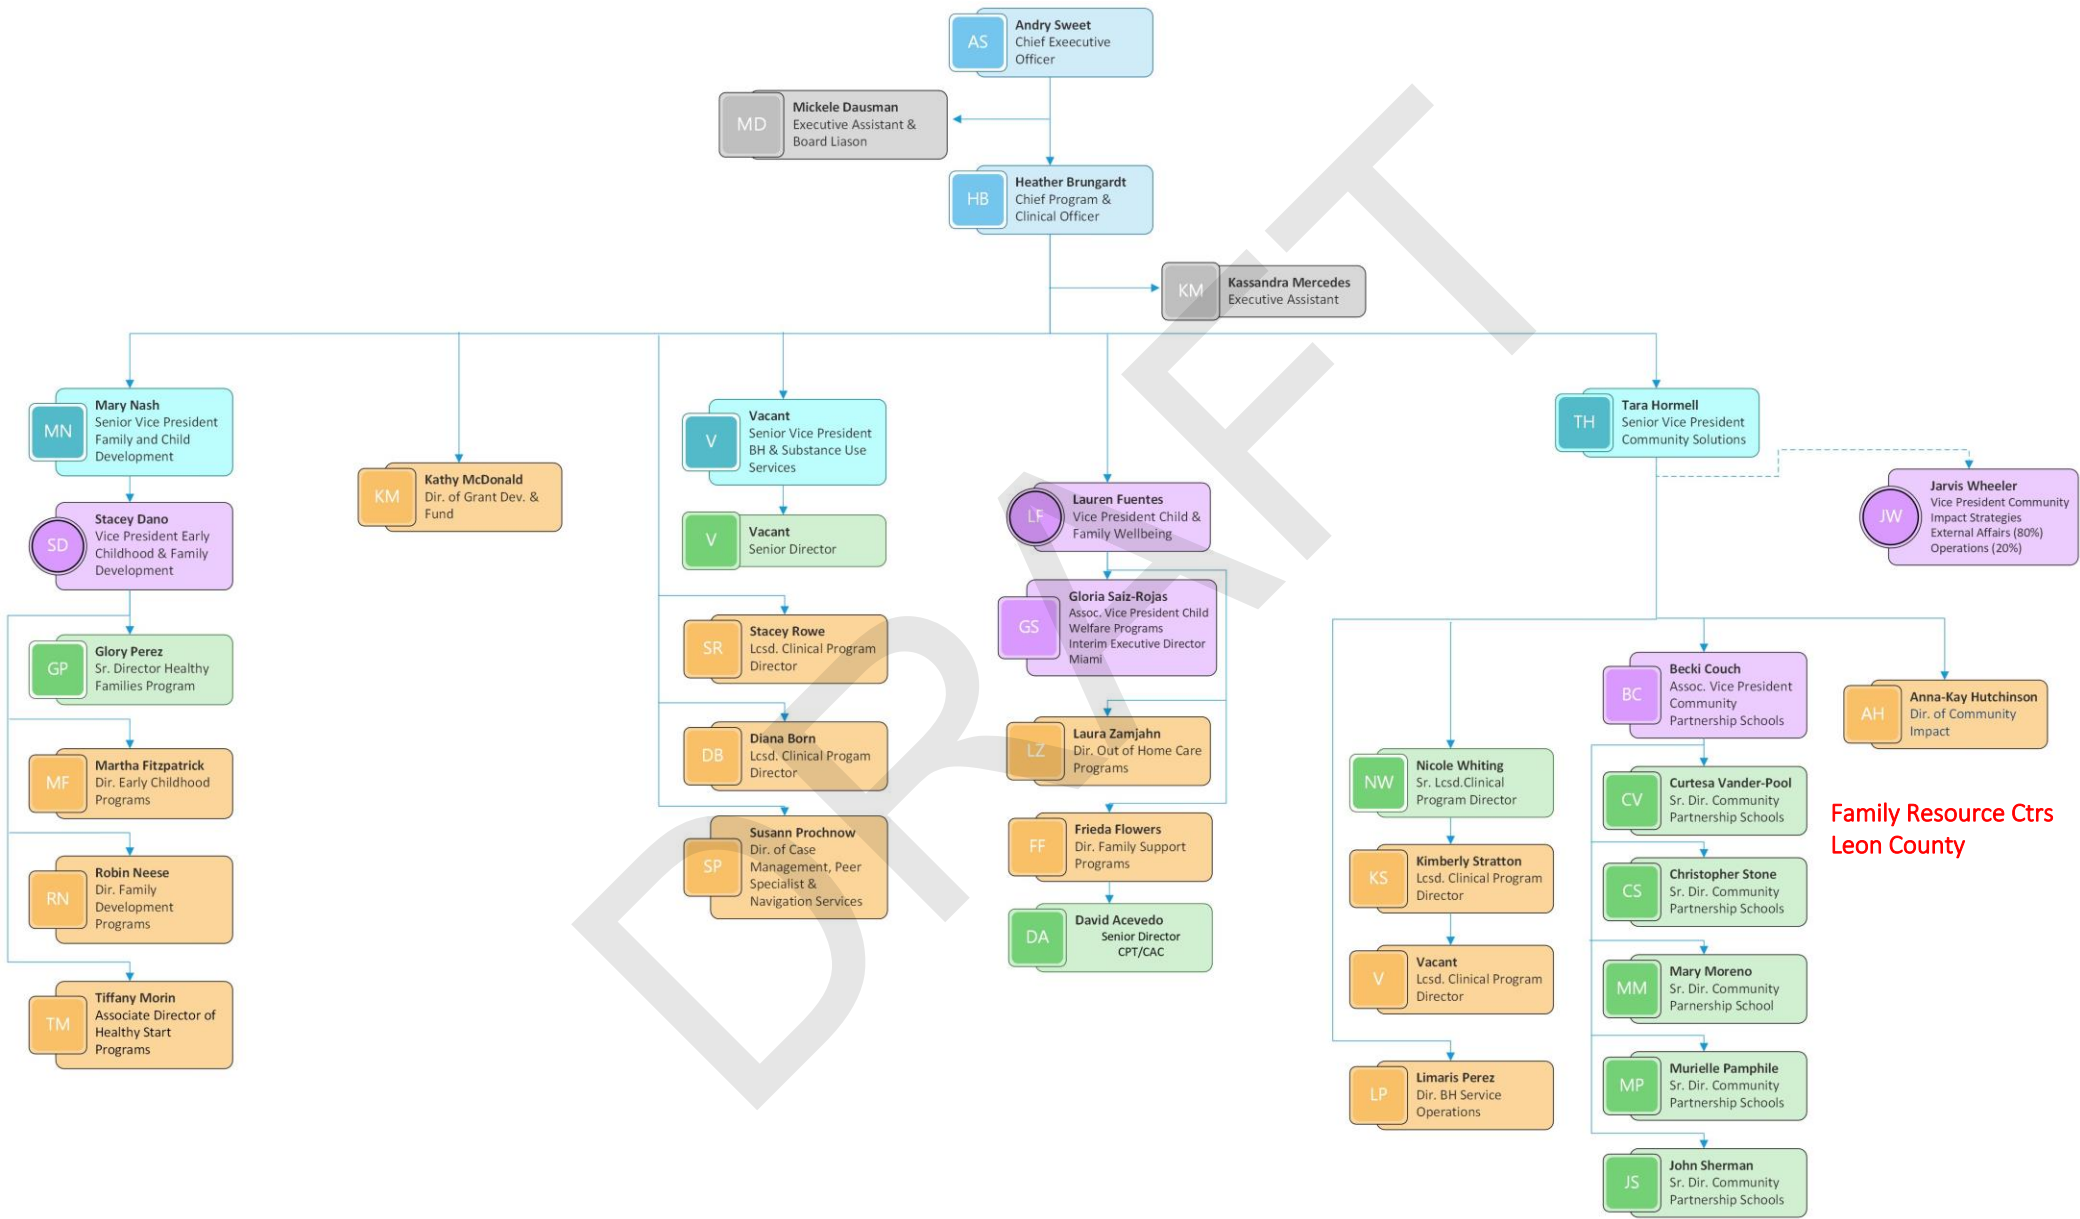 AS
Andry Sweet
Chief Exeecutive
Officer
MD
Mickele Dausman
Executive Assistant &
Board Liason
HB
Heather Brungardt
Chief Program &
Clinical Officer
KM
Kassandra Mercedes
Executive Assistant
MN
Mary Nash
Senior Vice President
Family and Child
Development
SD
Stacey Dano
Vice President Early
Childhood & Family
Development
GP
Glory Perez
Sr. Director Healthy
Families Program
MF
Martha Fitzpatrick
Dir. Early Childhood
Programs
RN
Robin Neese
Dir. Family
Development
Programs
TM
Tiffany Morin
Associate Director of
Healthy Start
Programs
KM
Kathy McDonald
Dir. of Grant Dev. &
Fund
V
Vacant
Senior Vice President
BH & Substance Use
Services
V
Vacant
Senior Director
SR
Stacey Rowe
Lcsd. Clinical Program
Director
DB
Diana Born
Lcsd. Clinical Progam
Director
SP
Susann Prochnow
Dir. of Case
Management, Peer
Specialist &
Navigation Services
LF
Lauren Fuentes
Vice President Child &
Family Wellbeing
GS
Gloria Saiz-Rojas
Assoc. Vice President Child
Welfare Programs
Interim Executive Director
Miami
LZ
Laura Zamjahn
Dir. Out of Home Care
Programs
FF
Frieda Flowers
Dir. Family Support
Programs
DA
David Acevedo
Senior Director
CPT/CAC
TH
Tara Hormell
Senior Vice President
Community Solutions
JW
Jarvis Wheeler
Vice President Community
Impact Strategies
External Affairs (80%)
Operations (20%)
NW
Nicole Whiting
Sr. Lcsd.Clinical
Program Director
KS
Kimberly Stratton
Lcsd. Clinical Program
Director
V
Vacant
Lcsd. Clinical Program
Director
LP
Limaris Perez
Dir. BH Service
Operations
BC
Becki Couch
Assoc. Vice President
Community
Partnership Schools
CV
Curtesa Vander-Pool
Sr. Dir. Community
Partnership Schools
CS
Christopher Stone
Sr. Dir. Community
Partnership Schools
MM
Mary Moreno
Sr. Dir. Community
Parnership School
MP
Murielle Pamphile
Sr. Dir. Community
Partnership Schools
JS
John Sherman
Sr. Dir. Community
Partnership Schools
AH
Anna-Kay Hutchinson
Dir. of Community
Impact
Family Resource Ctrs
Leon County
DRAFT